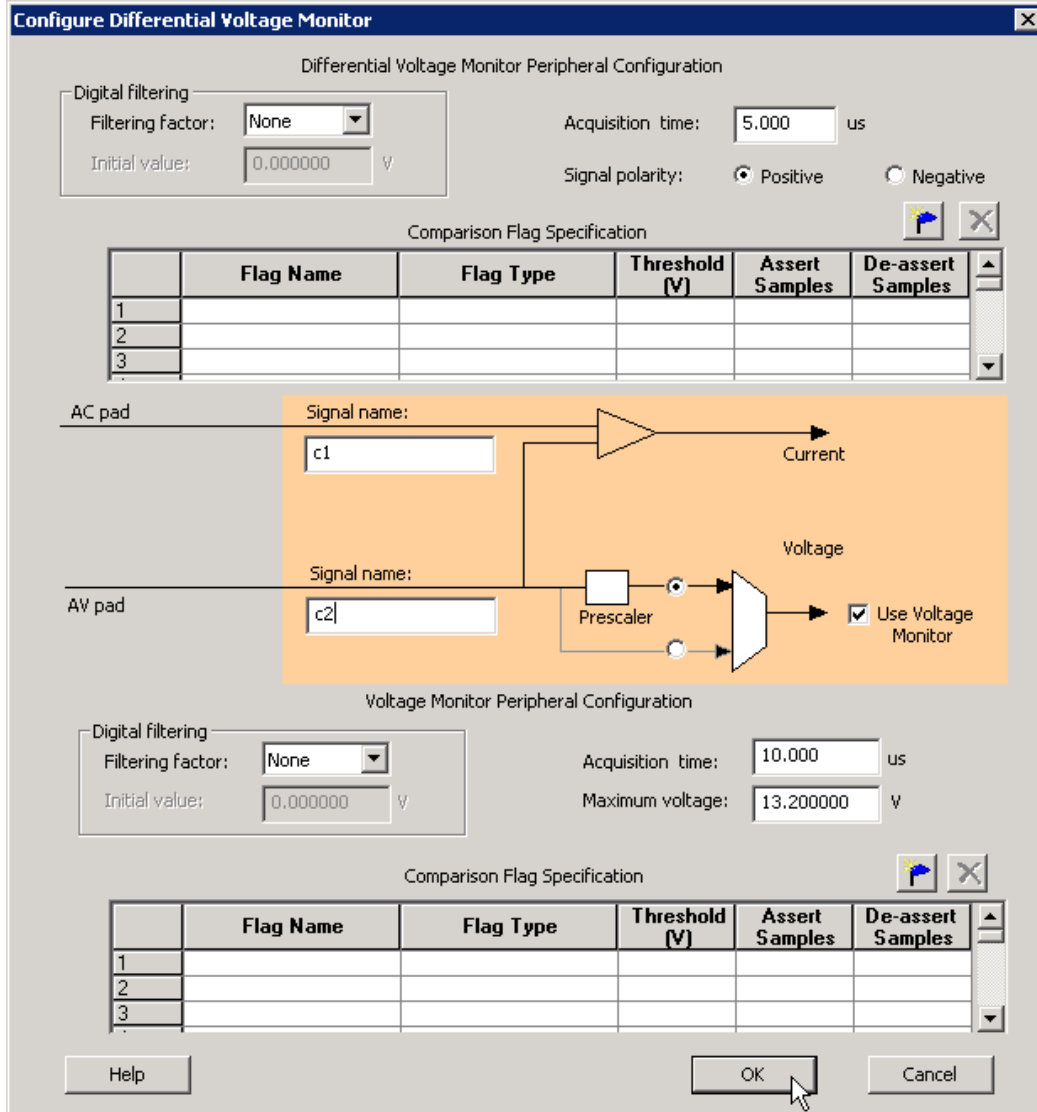 Configure Differential Voltage Monitor
Differential Voltage Monitor Peripheral Configuration
Digital filtering
Filtering factor: None
Acquisition time: 5.000 us
Initial value: 0.000000 V
Signal polarity: Positive Negative
Comparison Flag Specification
Flag Name Flag Type Threshold (V) Assert Samples De-assert Samples
1
2
3
AC pad
Signal name:
c1
Current
Voltage
Signal name:
AV pad
c2
Prescaler
Use Voltage Monitor
Voltage Monitor Peripheral Configuration
Digital filtering
Filtering factor: None
Acquisition time: 10.000 us
Initial value: 0.000000 V
Maximum voltage: 13.200000 V
Comparison Flag Specification
Flag Name Flag Type Threshold (V) Assert Samples De-assert Samples
1
2
3
Help OK Cancel